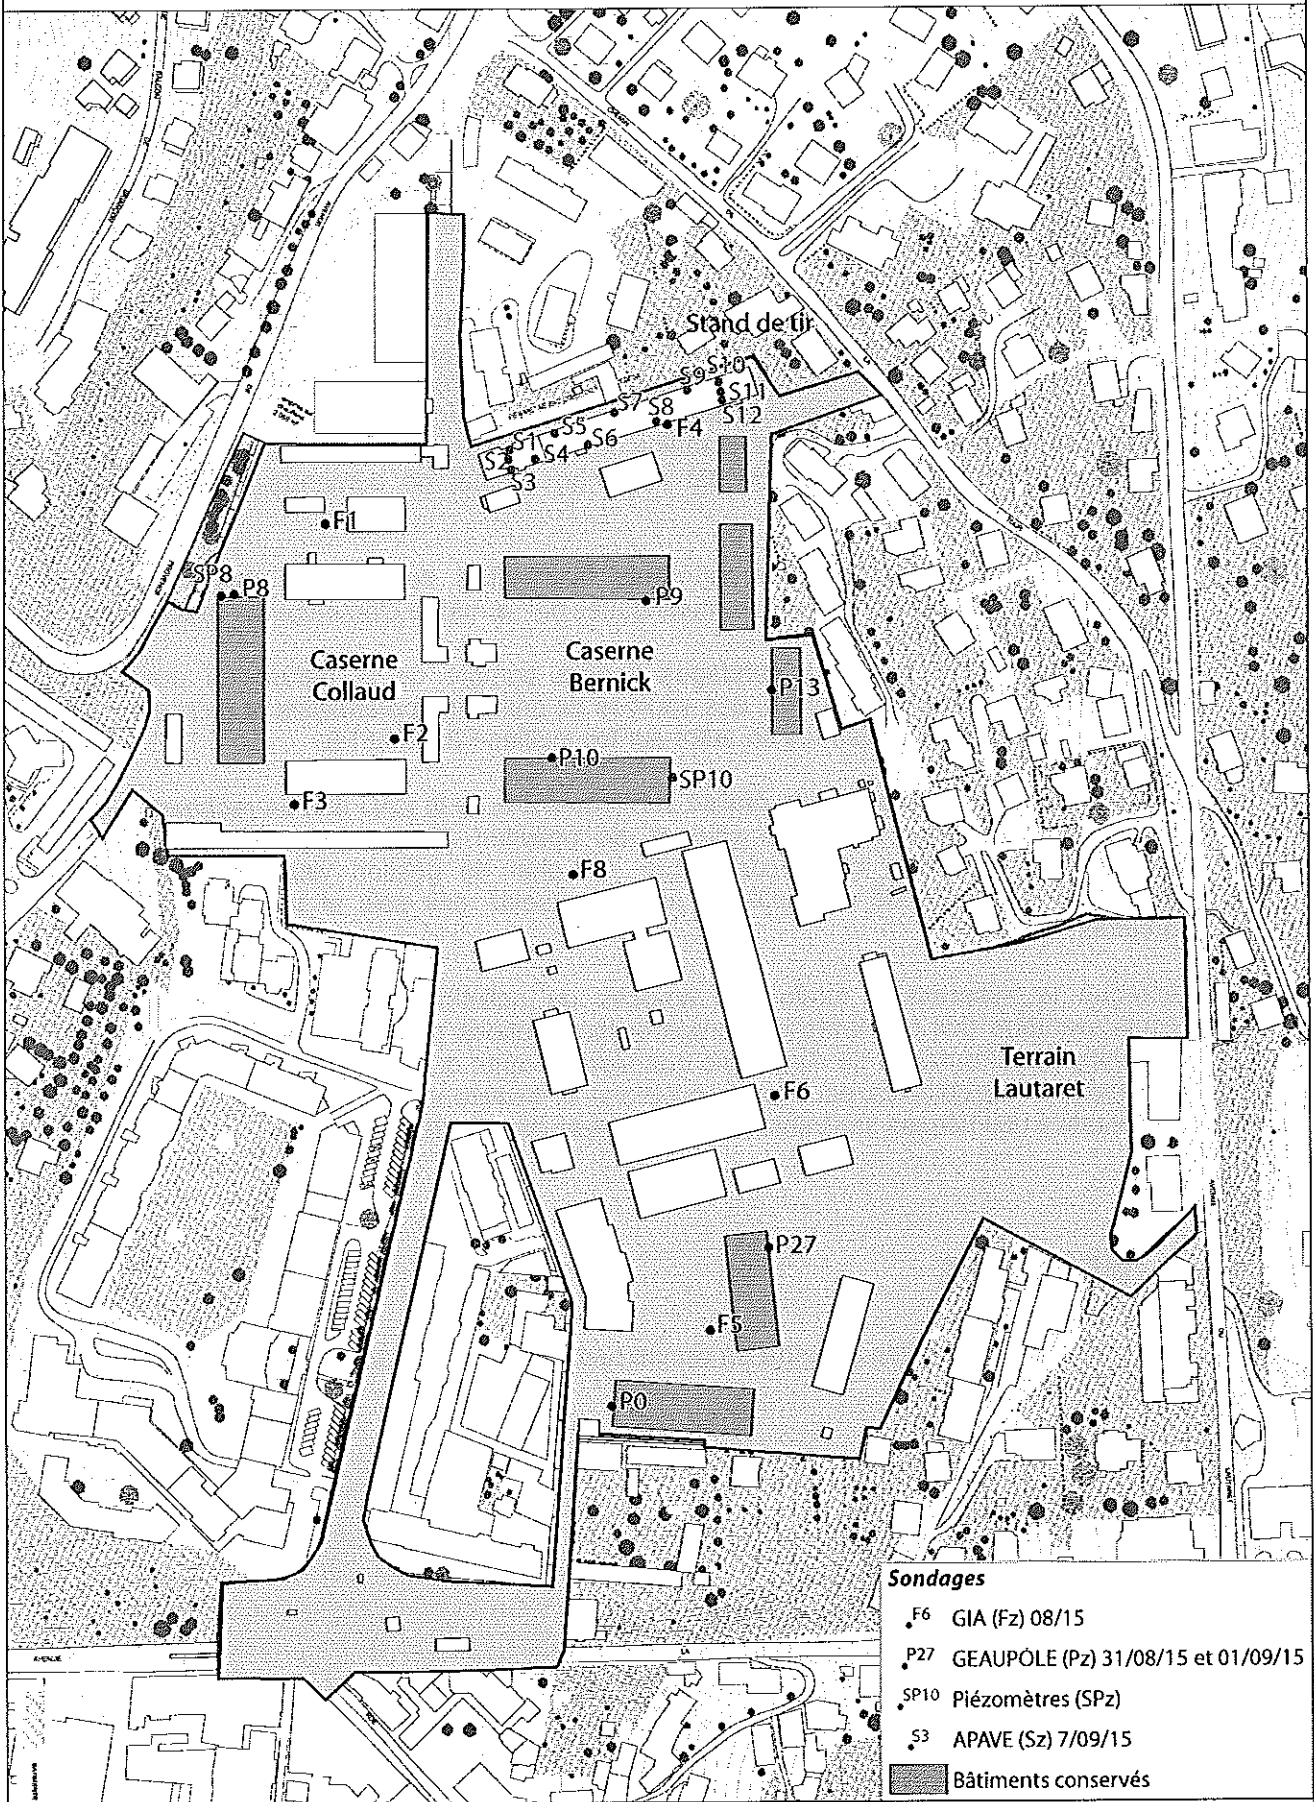 Stand de tir
S10
S9
S11
S7
S12
S8
F4
S5
S6
S1
S4
S2
S3
F1
SP8
P8
P9
Caserne
Collaud
Caserne
Bernick
P13
F2
P10
SP10
F3
F8
Terrain
Lautaret
F6
P27
F5
P0
Sondages
F6 GIA (Fz) 08/15
P27 GEAUPÔLE (Pz) 31/08/15 et 01/09/15
SP10 Piézomètres (SPz)
S3 APAVE (Sz) 7/09/15
Bâtiments conservés